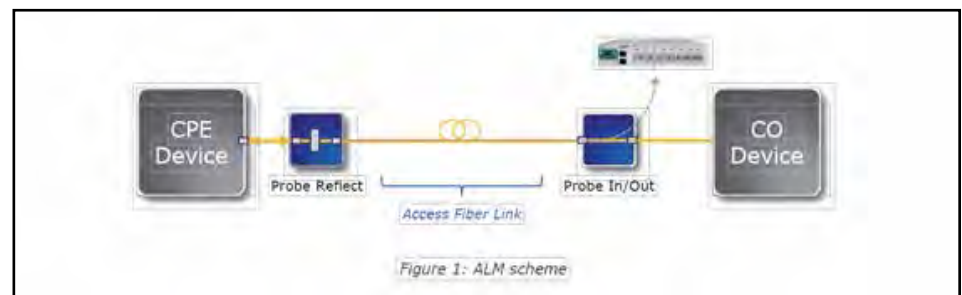 CPE
Device
Probe Reflect
Access Fiber Link
Probe In/Out
CO
Device
Figure 1: ALM scheme